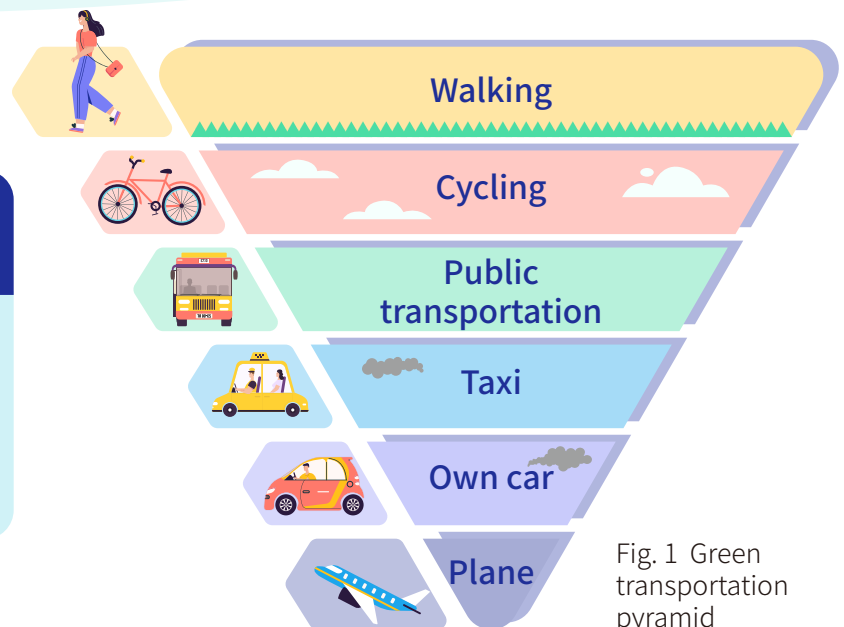 Walking
Cycling
Public
transportation
Taxi
Own car
Plane
Fig. 1 Green
transportation
pyramid